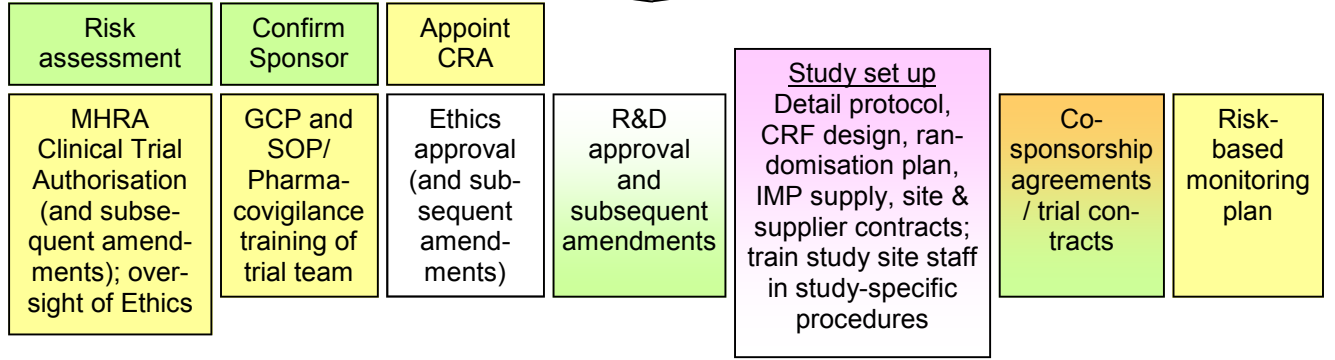 Risk
assessment
Confirm
Sponsor
Appoint
CRA
MHRA
Clinical Trial
Authorisation
(and subse-
quent amend-
ments); over-
sight of Ethics
GCP and
SOP/
Pharma-
covigilance
training of
trial team
Ethics
approval
(and sub-
sequent
amend-
ments)
R&D
approval
and
subsequent
amendments
Study set up
Detail protocol,
CRF design, ran-
domisation plan,
IMP supply, site &
supplier contracts;
train study site staff
in study-specific
procedures
Co-
sponsorship
agreements
/ trial con-
tracts
Risk-
based
monitoring
plan